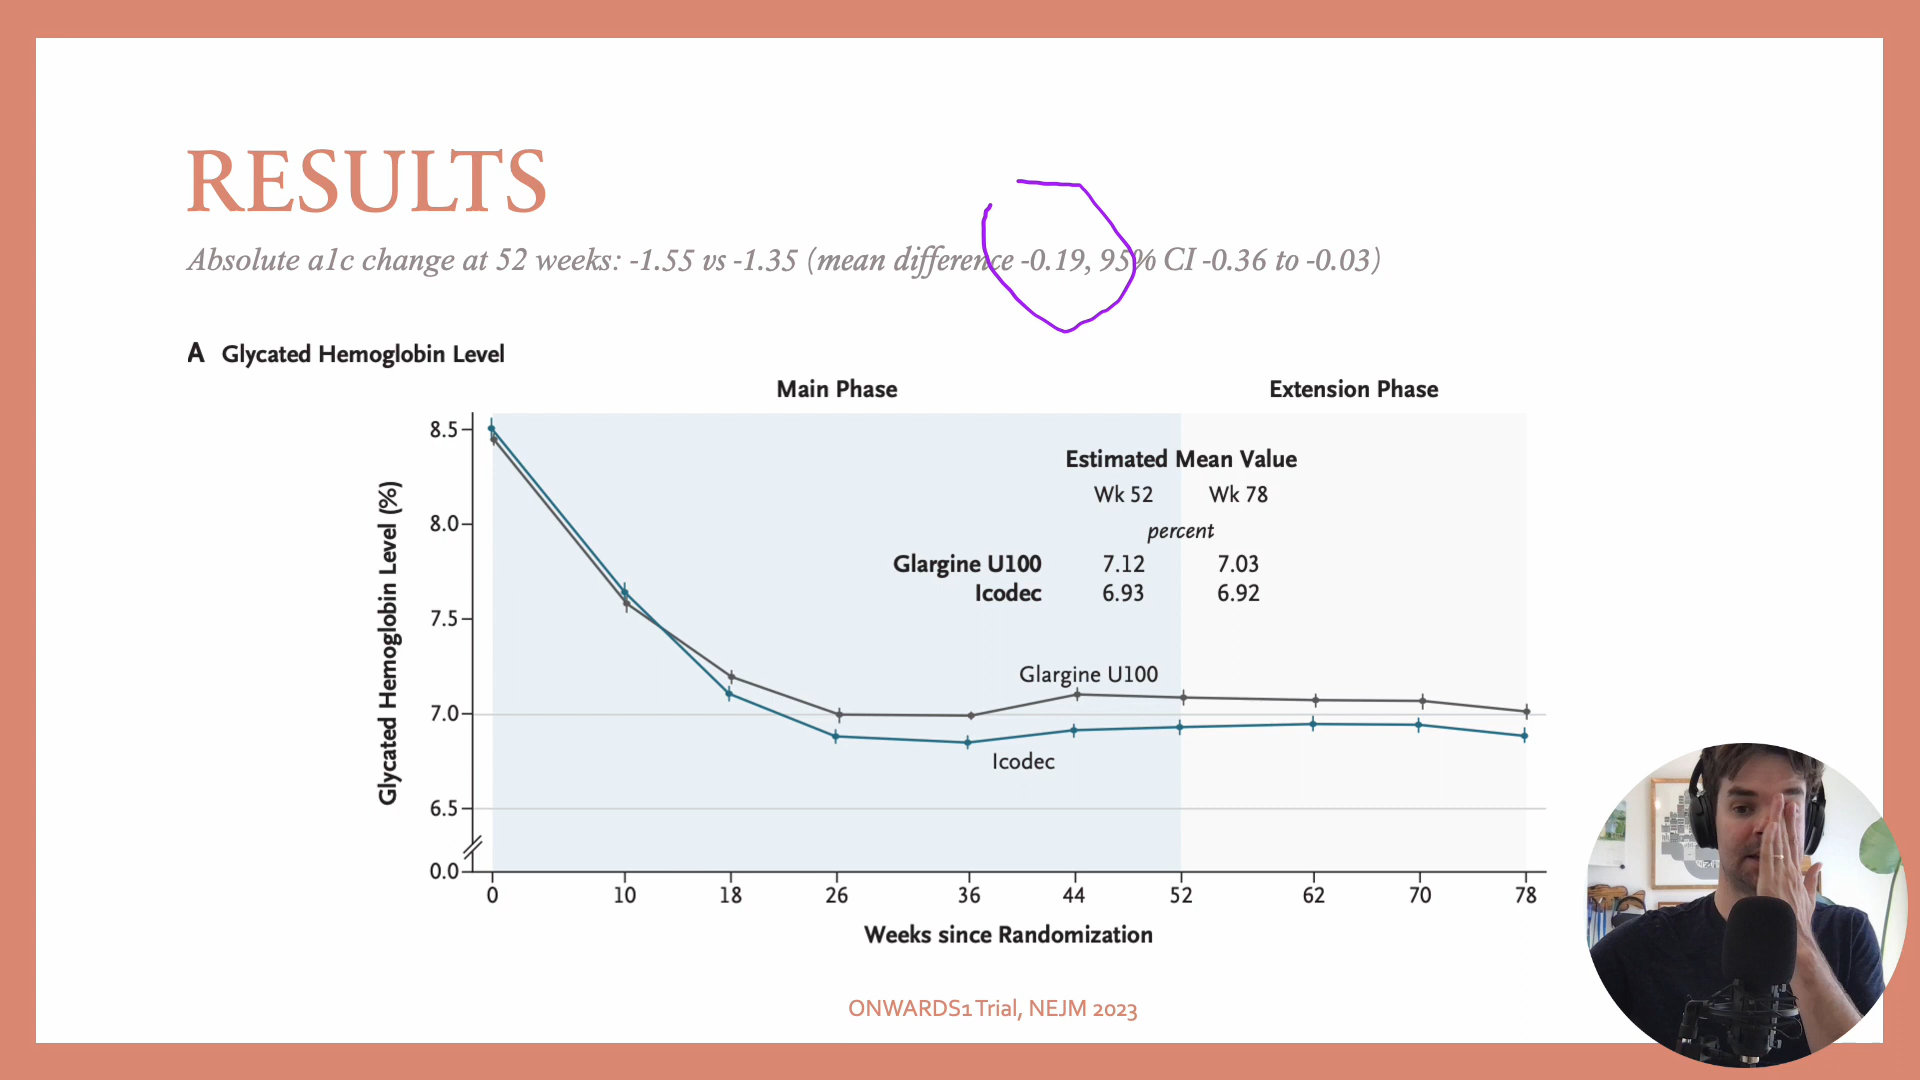 RESULTS
Absolute a1c change at 52 weeks: -1.55 vs -1.35 (mean difference -0.19, 95% CI -0.36 to -0.03)
A Glycated Hemoglobin Level
Main Phase Extension Phase
Estimated Mean Value
Wk 52 Wk 78
percent
Glargine U100 7.12 7.03
Icodec 6.93 6.92
Glycated Hemoglobin Level (%)
8.5
8.0
7.5
7.0
6.5
0.0
Glargine U100
Icodec
0 10 18 26 36 44 52 62 70 78
Weeks since Randomization
ONWARDS1 Trial, NEJM 2023